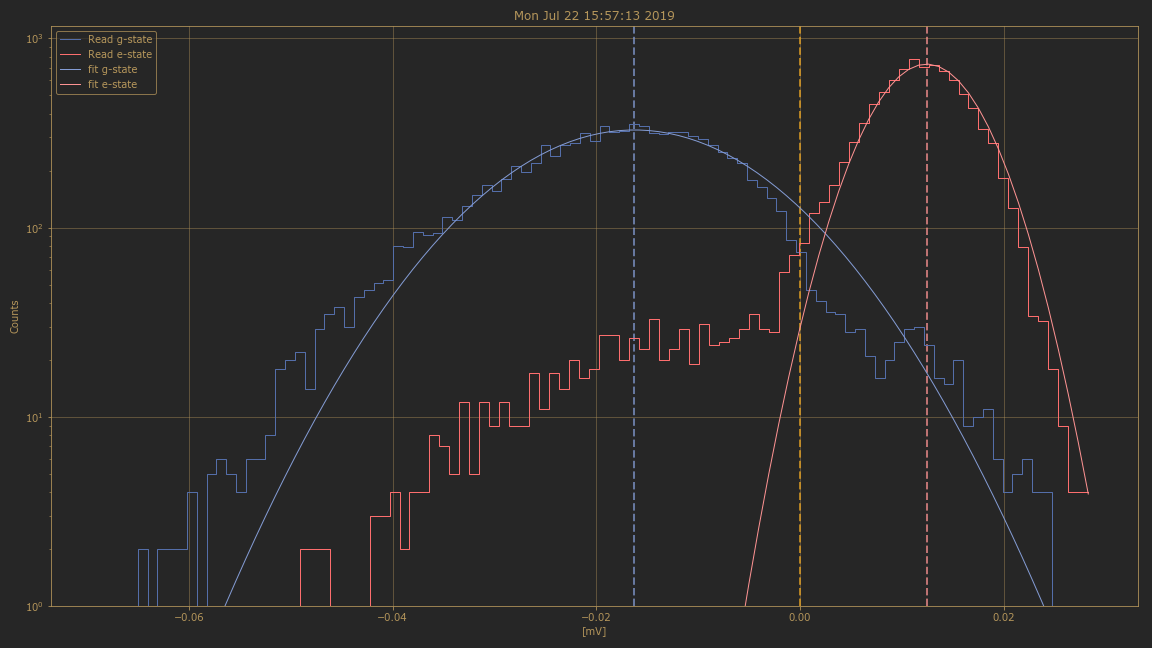 Mon Jul 22 15:57:13 2019
Read g-state
Read e-state
fit g-state
fit e-state
10³
10²
10¹
10⁰
Counts
−0.06 −0.04 −0.02 0.00 0.02
[mV]